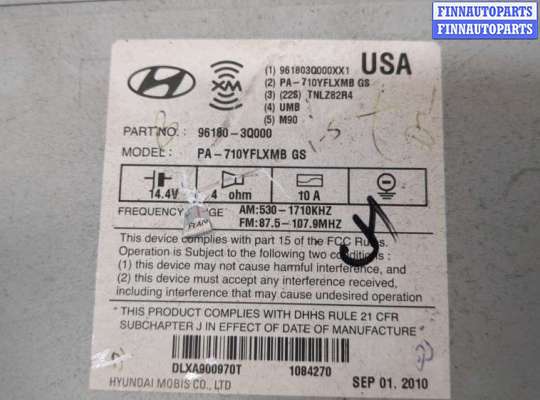 FINNAUTOPARTS
FINNAUTOPARTS
FINNAUTOPARTS
XM
(1) 961803Q000XX1
USA
(2) PA-710YFLXMB GS
(3) (22S) TNLZ82R4
(4) UMB
(5) M90
PART NO. : 96180-3Q000
MODEL : PA-710YFLXMB GS
14.4V 4 ohm 10 A
FREQUENCY GE AM:530-1710KHZ
FM:87.5-107.9MHZ
This device complies with part 15 of the FCC Rules.
Operation is Subject to the following two conditions :
(1) this device may not cause harmful interference, and
(2) this device must accept any interference received,
including interference that may cause undesired operation
* THIS PRODUCT COMPLIES WITH DHHS RULE 21 CFR
SUBCHAPTER J IN EFFECT OF DATE OF MANUFACTURE *
DLXA900970T 1084270
HYUNDAI MOBIS CO., LTD SEP 01. 2010